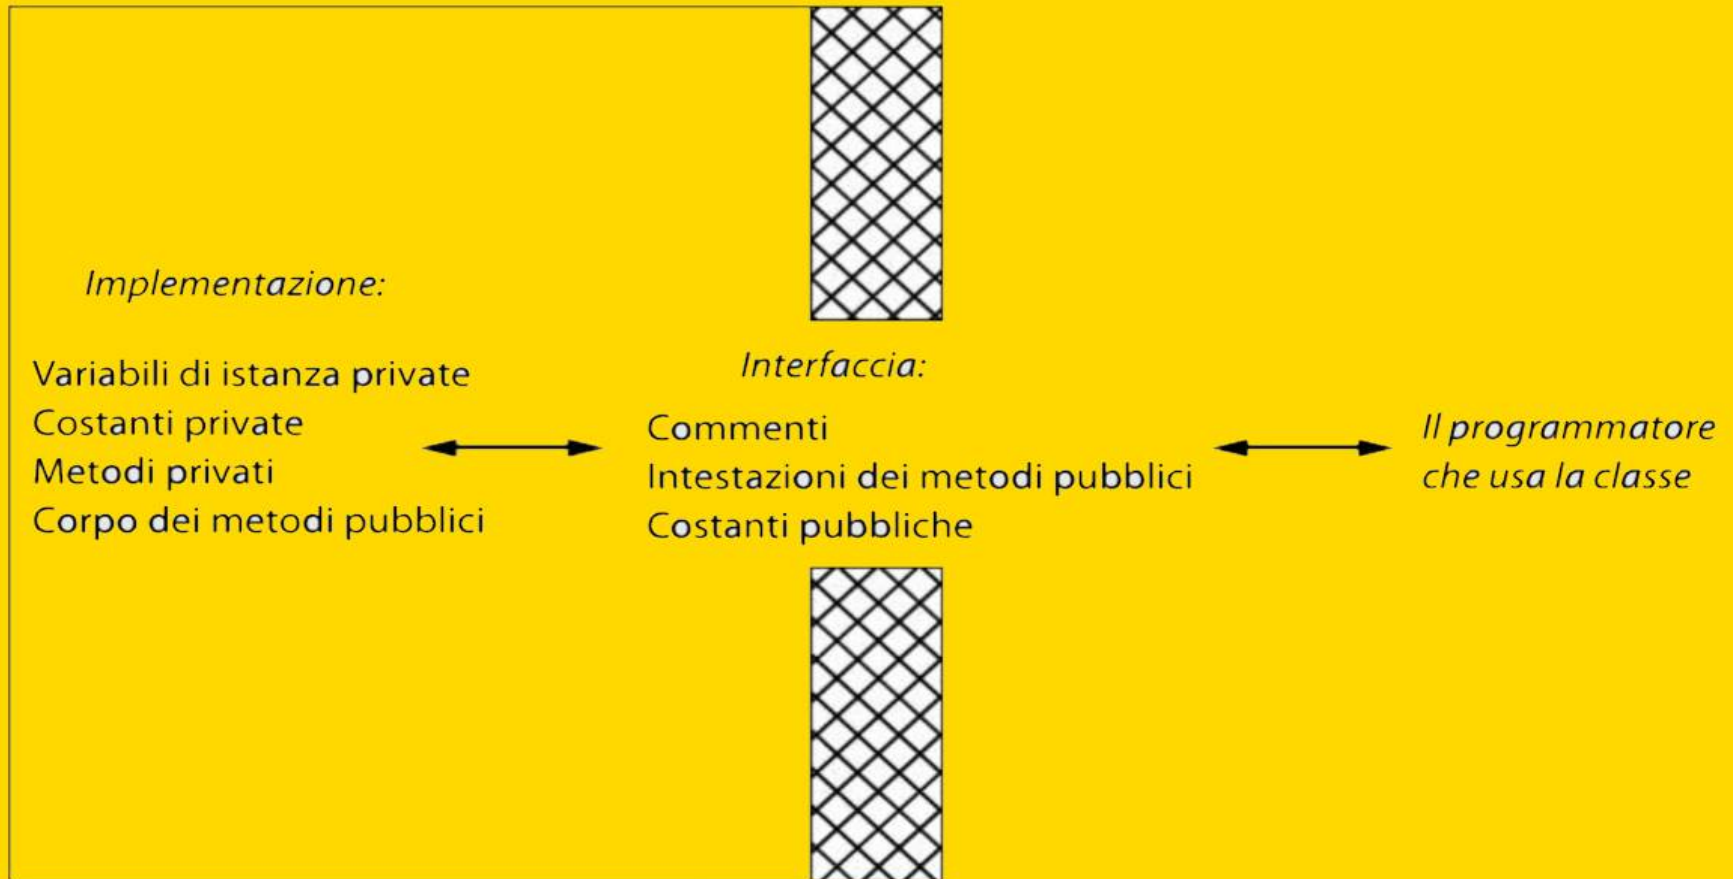 Implementazione:
Variabili di istanza private
Costanti private
Metodi privati
Corpo dei metodi pubblici
Interfaccia:
Commenti
Intestazioni dei metodi pubblici
Costanti pubbliche
Il programmatore
che usa la classe